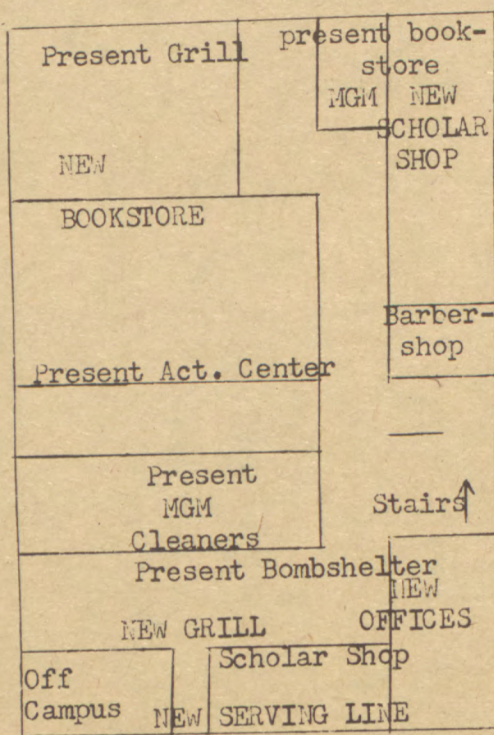 Present Grill
present book-
store
MGM NEW
SCHOLAR
SHOP
NEW
BOOKSTORE
Barber-
shop
Present Act. Center
Present
MGM
Cleaners
Stairs
Present Bombshelter
NEW
OFFICES
NEW GRILL
Scholar Shop
Off
Campus
NEW SERVING LINE